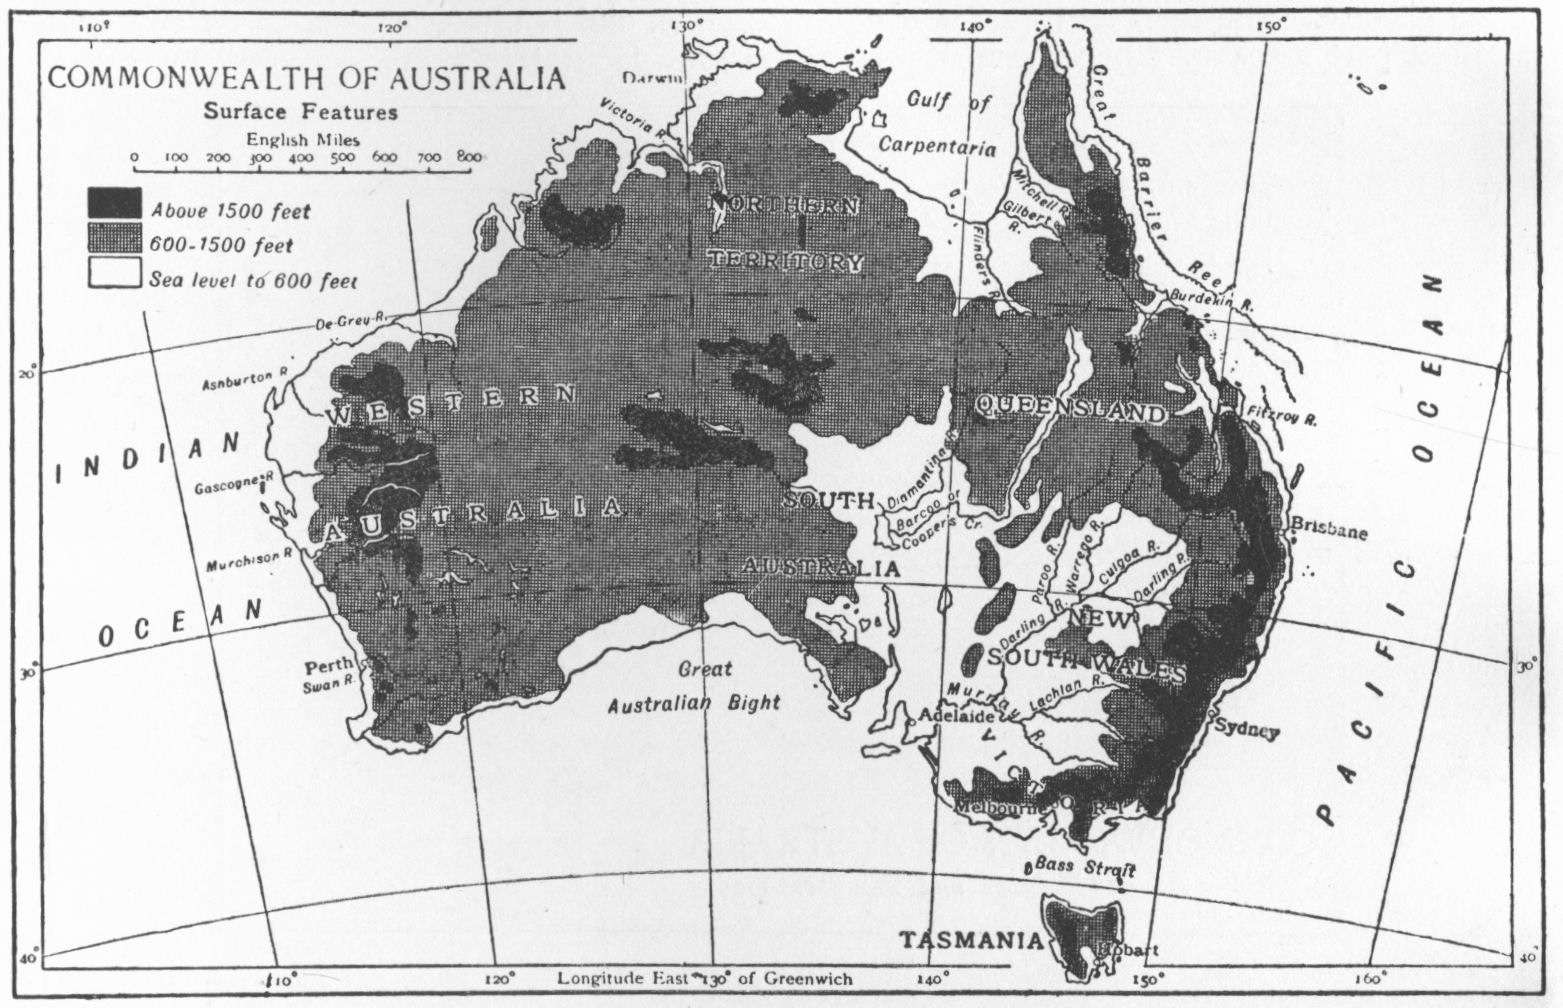 110° 120° 130° 140° 150°
COMMONWEALTH OF AUSTRALIA
Surface Features
English Miles
0 100 200 300 400 500 600 700 800
Above 1500 feet
600-1500 feet
Sea level to 600 feet
Darwin
Victoria R.
Gulf of
Carpentaria
Great
Barrier
Ree
Mitchell R.
Gilbert
R.
Flinders R.
Burdekin R.
NORTHERN
TERRITORY
De Grey R.
20°
Ashburton R
WESTERN
AUSTRALIA
INDIAN
OCEAN
Gascogne R
Murchison R
QUEENSLAND
Fitzroy R.
PACIFIC OCEAN
SOUTH
AUSTRALIA
Diamantina
Barcoo or
Coopers Cr.
Brisbane
Paroo R.
Warrego R.
Culgoa R.
Darling R.
Darling R.
NEW
SOUTH WALES
Perth
Swan R.
30°
30°
Great
Australian Bight
Murray
R.
Lachlan R.
Adelaide
Sydney
VICTORIA
Melbourne
Bass Strait
TASMANIA
Hobart
40°
40°
110° 120° Longitude East 130° of Greenwich 140° 150° 160°